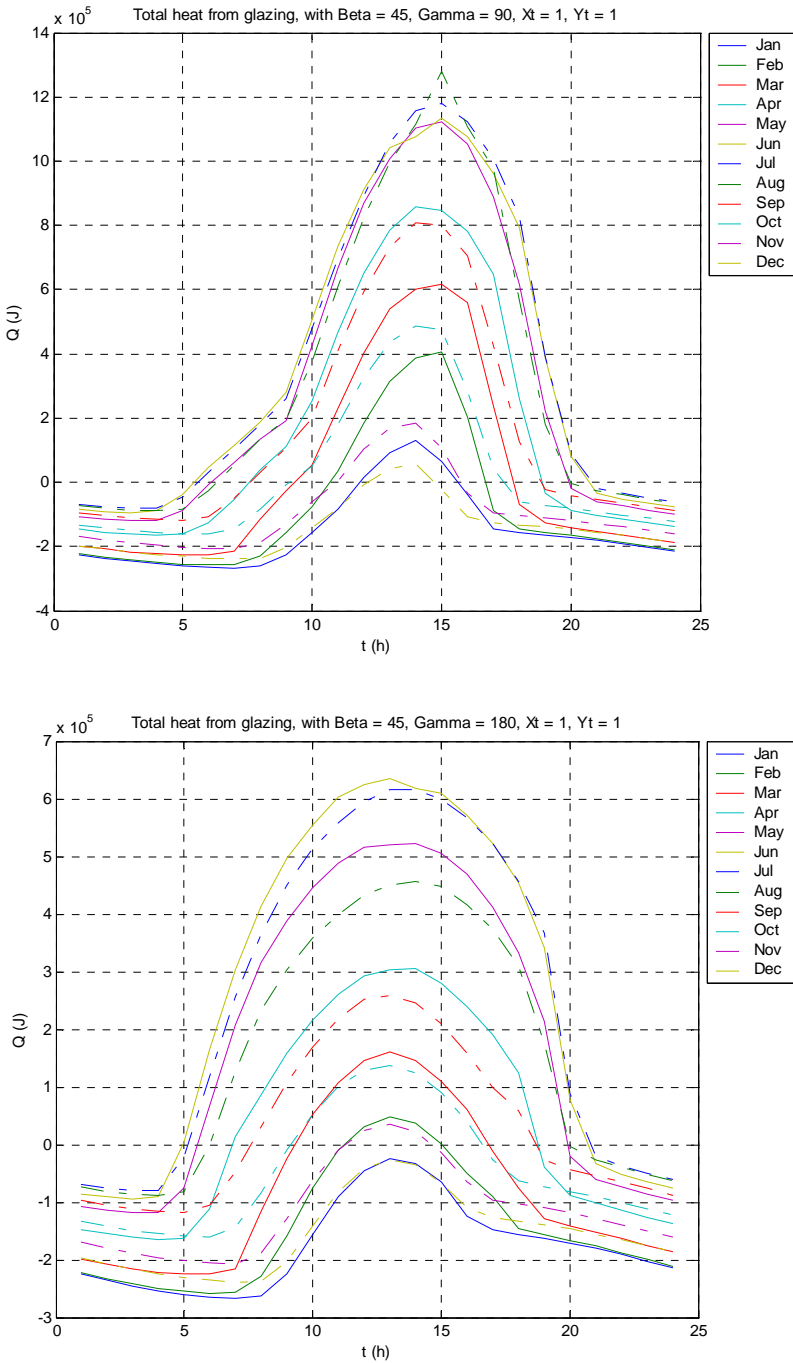 x 10^5
Total heat from glazing, with Beta = 45, Gamma = 90, Xt = 1, Yt = 1
14
12
10
8
6
4
2
0
-2
-4
Q (J)
0 5 10 15 20 25
t (h)
Jan
Feb
Mar
Apr
May
Jun
Jul
Aug
Sep
Oct
Nov
Dec
x 10^5
Total heat from glazing, with Beta = 45, Gamma = 180, Xt = 1, Yt = 1
7
6
5
4
3
2
1
0
-1
-2
-3
Q (J)
0 5 10 15 20 25
t (h)
Jan
Feb
Mar
Apr
May
Jun
Jul
Aug
Sep
Oct
Nov
Dec